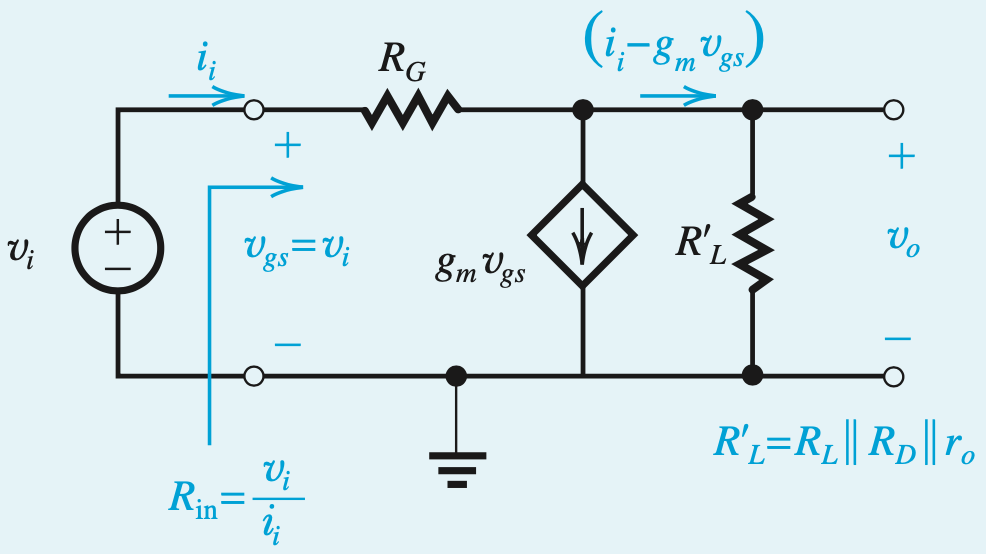 i_i
R_G
(i_i−g_m v_gs)
+
+
+
−
v_i
v_gs=v_i
g_m v_gs
R′_L
v_o
−
−
R′_L=R_L||R_D||r_o
R_in=v_i/i_i